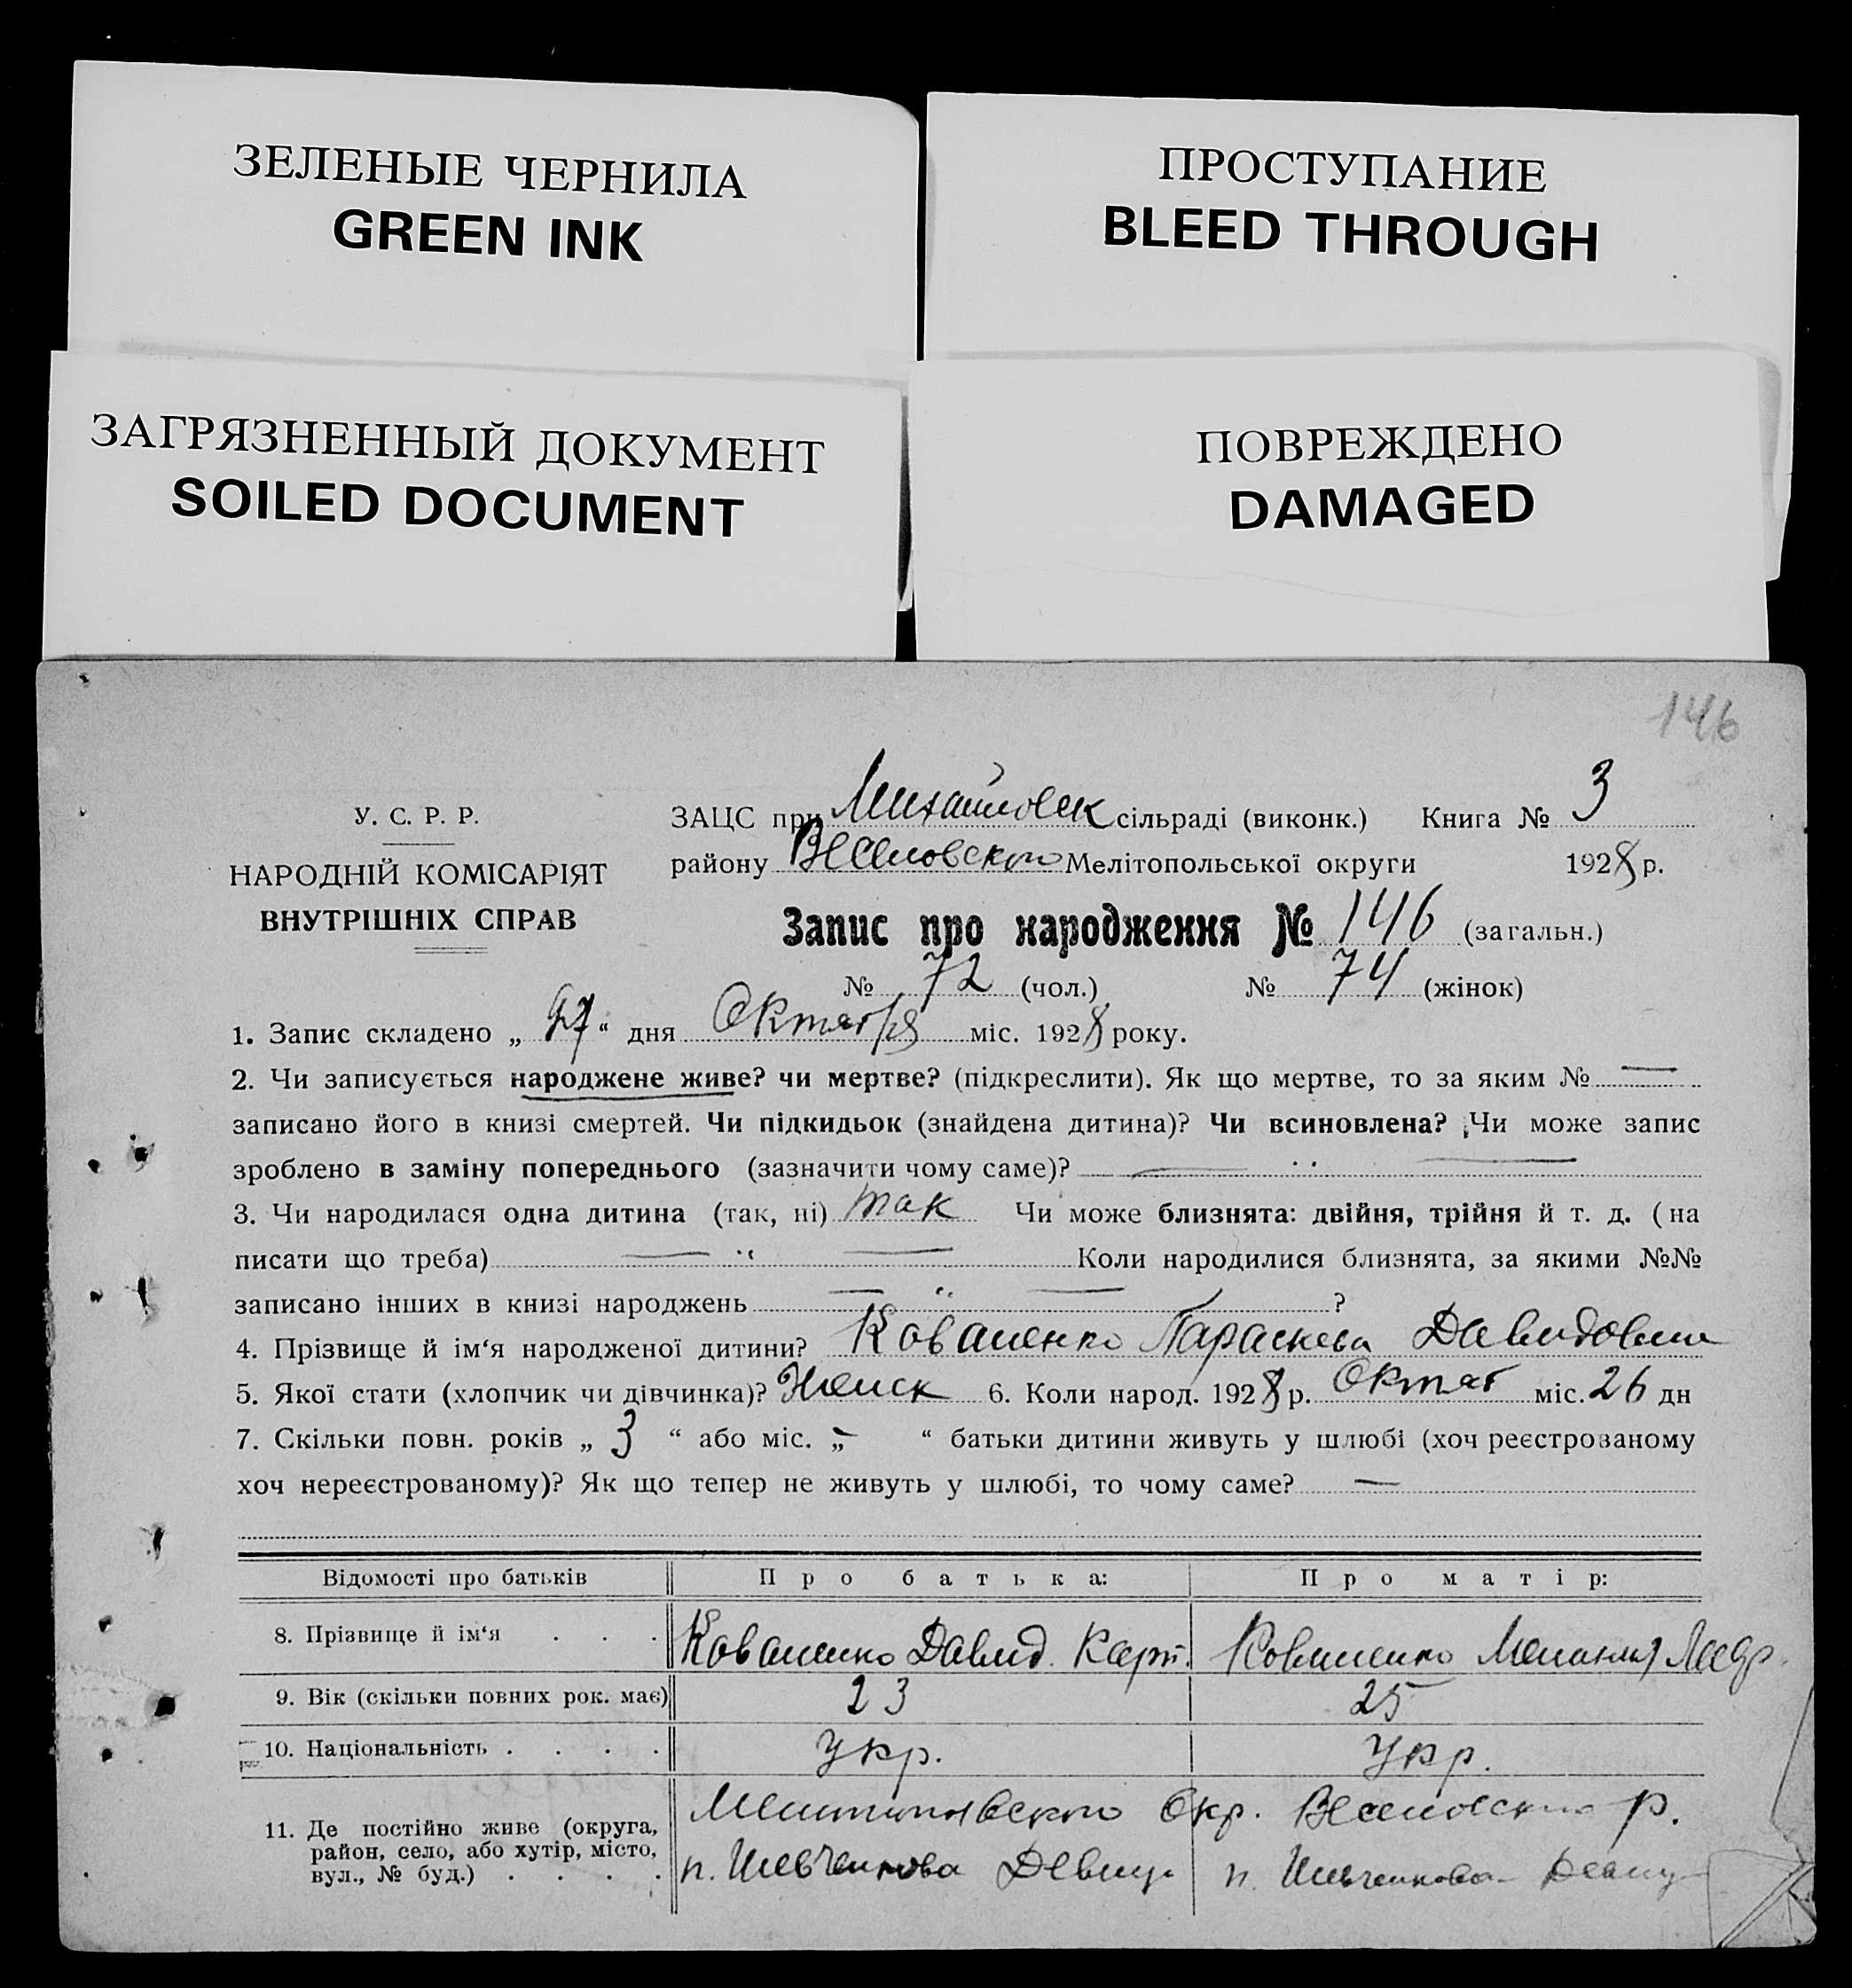 ЗЕЛЕНЫЕ ЧЕРНИЛА
GREEN INK
ПРОСТУПАНИЕ
BLEED THROUGH
ЗАГРЯЗНЕННЫЙ ДОКУМЕНТ
SOILED DOCUMENT
ПОВРЕЖДЕНО
DAMAGED
146
У. С. Р. Р.
НАРОДНІЙ КОМІСАРІЯТ
ВНУТРІШНІХ СПРАВ
ЗАЦС при Михайловск сільраді (виконк.) Книга № 3
району Веселовского Мелітопольської округи 1928 р.
Запис про народження № 146 (загальн.)
№ 72 (чол.) № 74 (жінок)
1. Запис складено „ 27 “ дня Октября міс. 1928 року.
2. Чи записується народжене живе? чи мертве? (підкреслити). Як що мертве, то за яким № —
записано його в книзі смертей. Чи підкидьок (знайдена дитина)? Чи всиновлена? Чи може запис
зроблено в заміну попереднього (зазначити чому саме)? — ·· —
3. Чи народилася одна дитина (так, ні) так Чи може близнята: двійня, трійня й т. д. (на
писати що треба) — “ — Коли народилися близнята, за якими №№
записано інших в книзі народжень — “ — ?
4. Прізвище й ім‘я народженої дитини? Коваленко Параскева Давидовна
5. Якої стати (хлопчик чи дівчинка)? Женск 6. Коли народ. 1928 р. Октяб міс. 26 дн
7. Скільки повн. років „ 3 “ або міс. „ – “ батьки дитини живуть у шлюбі (хоч реєстрованому
хоч нереєстрованому)? Як що тепер не живуть у шлюбі, то чому саме? —
Відомості про батьків Про батька: Про матір:
8. Прізвище й ім‘я . . . Коваленко Давид. Карп. Коваленко Мелания
9. Вік (скільки повних рок. має) 23 25
10. Національність . . . . Укр. Укр.
11. Де постійно живе (округа,
район, село, або хутір, місто,
вул., № буд.) . . . .
Окр. Веселовского р.
п. Шевченкова п. Шевченкова